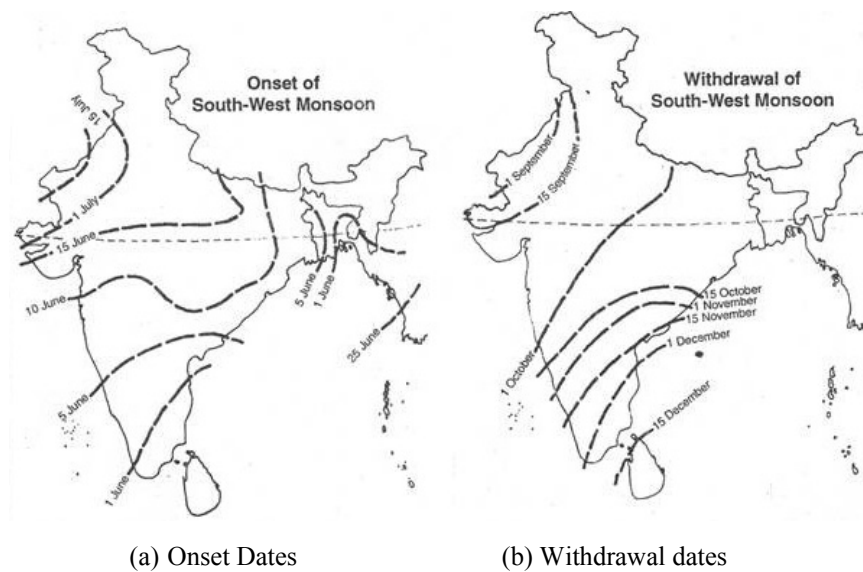 Onset of
South-West Monsoon
15 July
1 July
15 June
10 June
5 June
1 June
5 June
1 June
25 June
Withdrawal of
South-West Monsoon
1 September
15 September
15 October
1 November
15 November
1 December
1 October
15 December
(a) Onset Dates
(b) Withdrawal dates